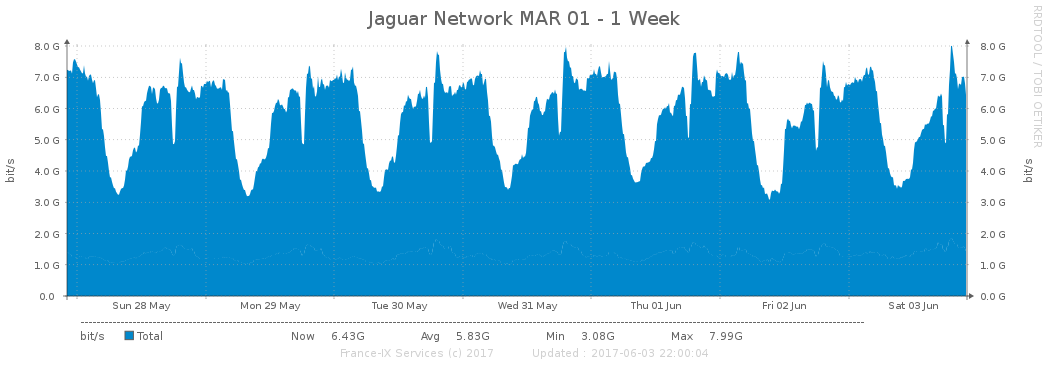 Jaguar Network MAR 01 - 1 Week
RRDTOOL / TOBI OETIKER
bit/s
8.0 G 8.0 G
7.0 G 7.0 G
6.0 G 6.0 G
5.0 G 5.0 G
4.0 G 4.0 G
3.0 G 3.0 G
2.0 G 2.0 G
1.0 G 1.0 G
0.0 0.0 G
bit/s
Sun 28 May Mon 29 May Tue 30 May Wed 31 May Thu 01 Jun Fri 02 Jun Sat 03 Jun
bit/s Total Now 6.43G Avg 5.83G Min 3.08G Max 7.99G
France-IX Services (c) 2017 Updated : 2017-06-03 22:00:04